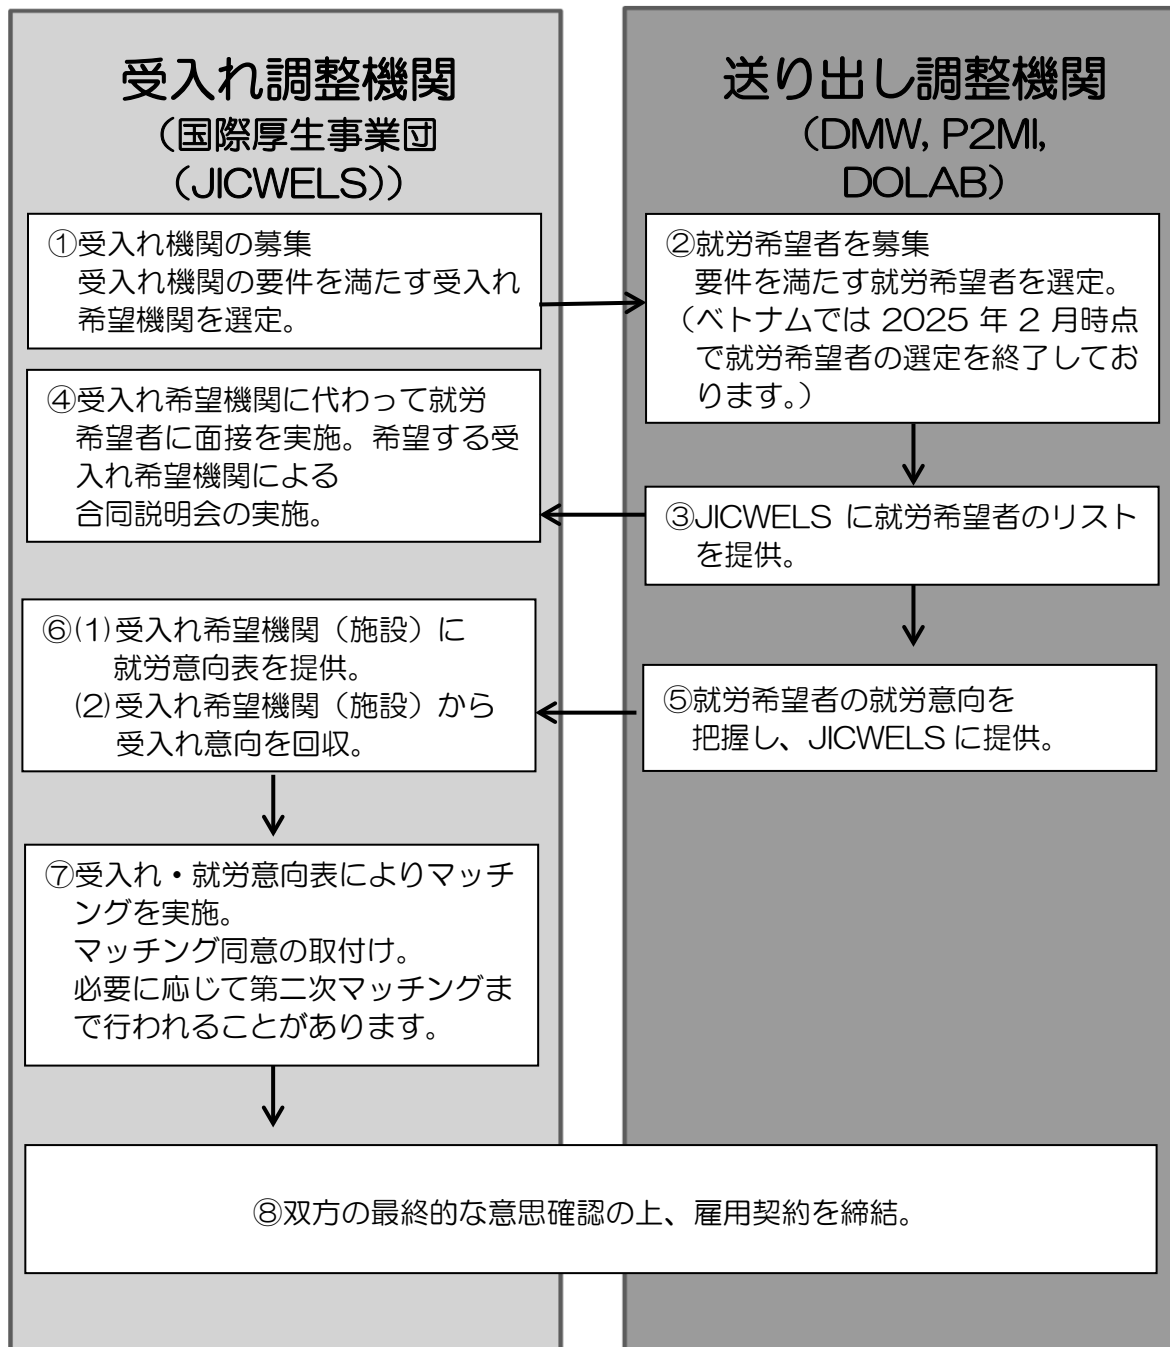 受入れ調整機関
（国際厚生事業団
（JICWELS））
送り出し調整機関
（DMW, P2MI,
DOLAB）
①受入れ機関の募集
受入れ機関の要件を満たす受入れ
希望機関を選定。
②就労希望者を募集
要件を満たす就労希望者を選定。
（ベトナムでは 2025 年 2 月時点
で就労希望者の選定を終了してお
ります。）
③JICWELS に就労希望者のリスト
を提供。
④受入れ希望機関に代わって就労
希望者に面接を実施。希望する受
入れ希望機関による
合同説明会の実施。
⑤就労希望者の就労意向を
把握し、JICWELS に提供。
⑥⑴受入れ希望機関（施設）に
就労意向表を提供。
⑵受入れ希望機関（施設）から
受入れ意向を回収。
⑦受入れ・就労意向表によりマッチ
ングを実施。
マッチング同意の取付け。
必要に応じて第二次マッチングま
で行われることがあります。
⑧双方の最終的な意思確認の上、雇用契約を締結。